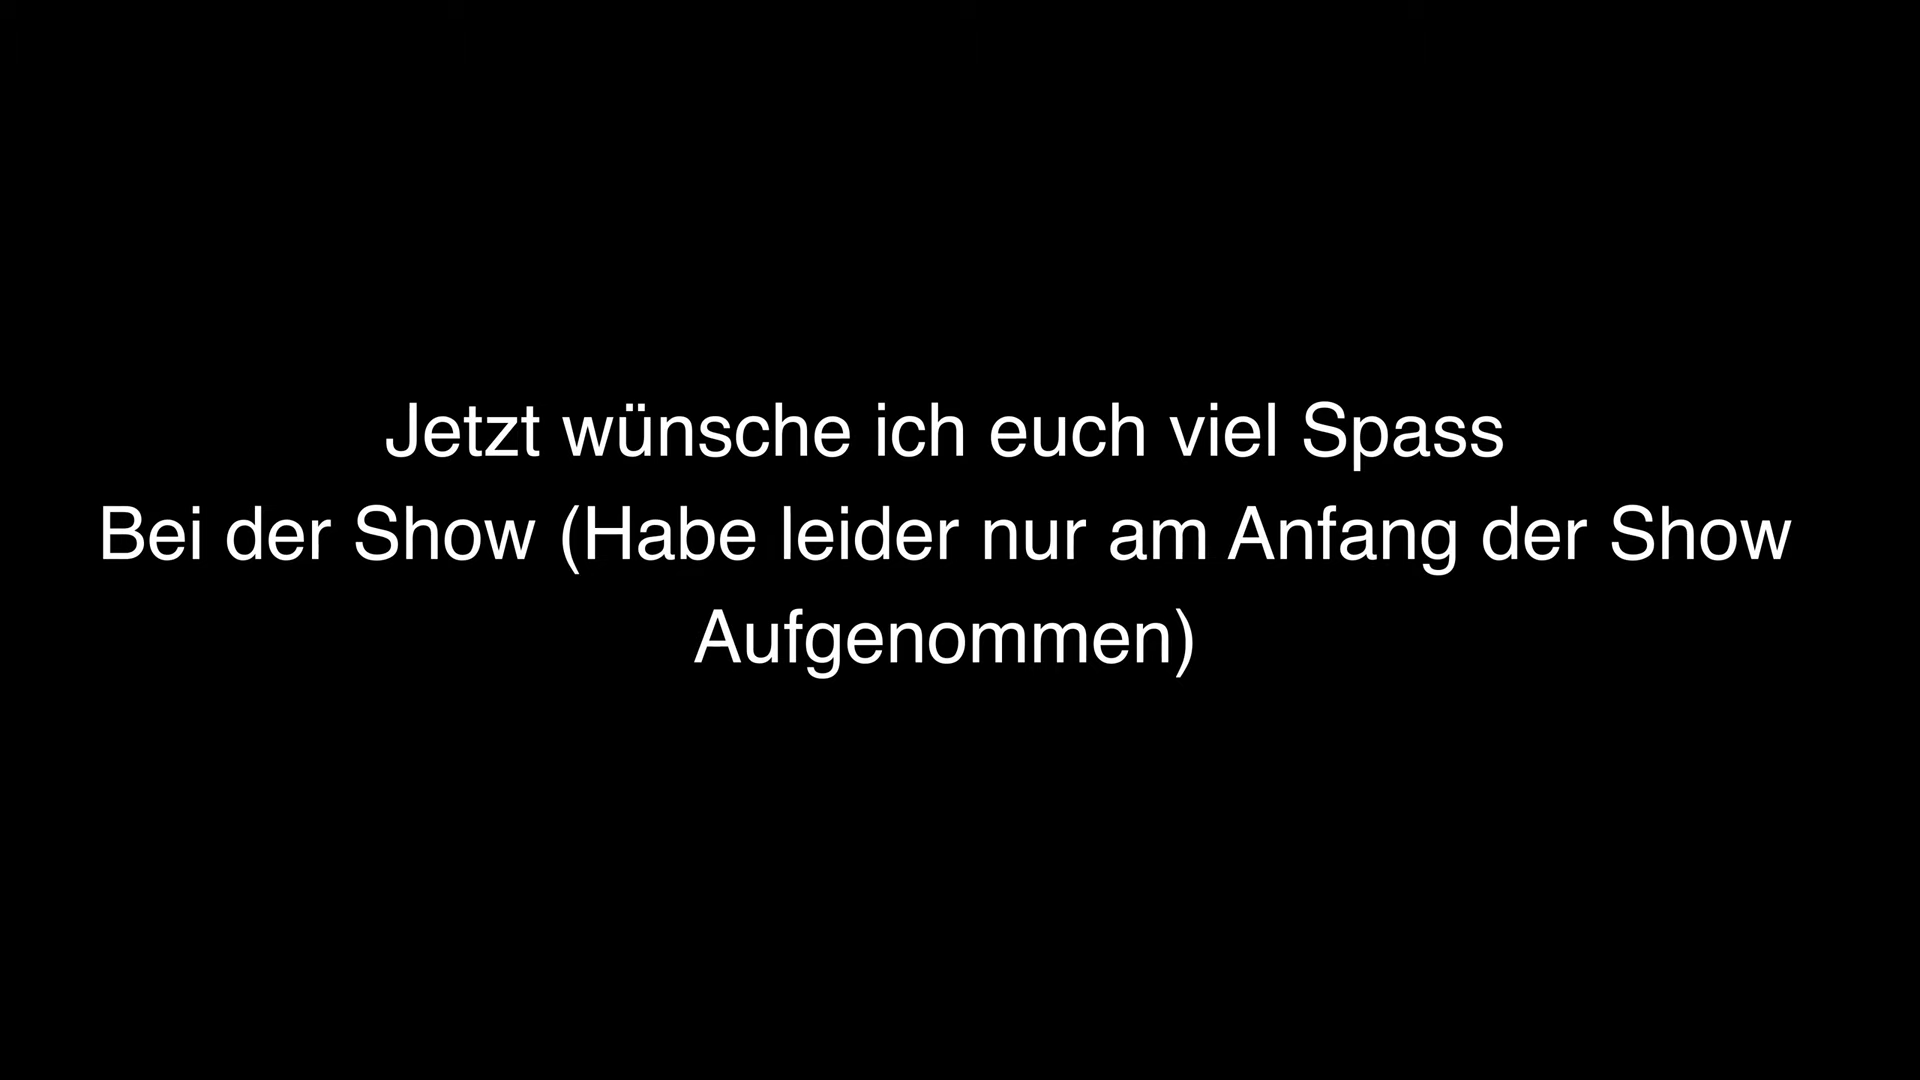 Jetzt wünsche ich euch viel Spass
Bei der Show (Habe leider nur am Anfang der Show
Aufgenommen)